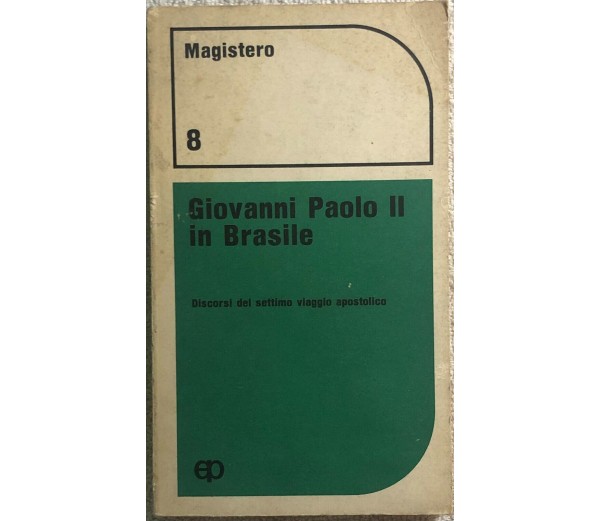 Magistero
8
Giovanni Paolo II
in Brasile
Discorsi del settimo viaggio apostolico
ep